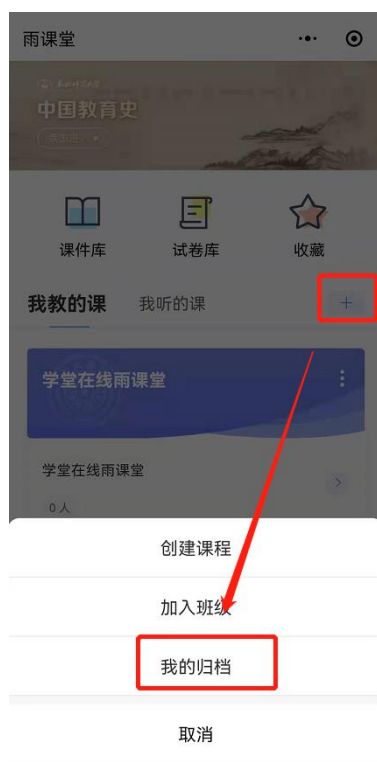 雨课堂
中国教育史
课件库 试卷库 收藏
我教的课 我听的课 +
学堂在线雨课堂
学堂在线雨课堂
0人
创建课程
加入班级
我的归档
取消